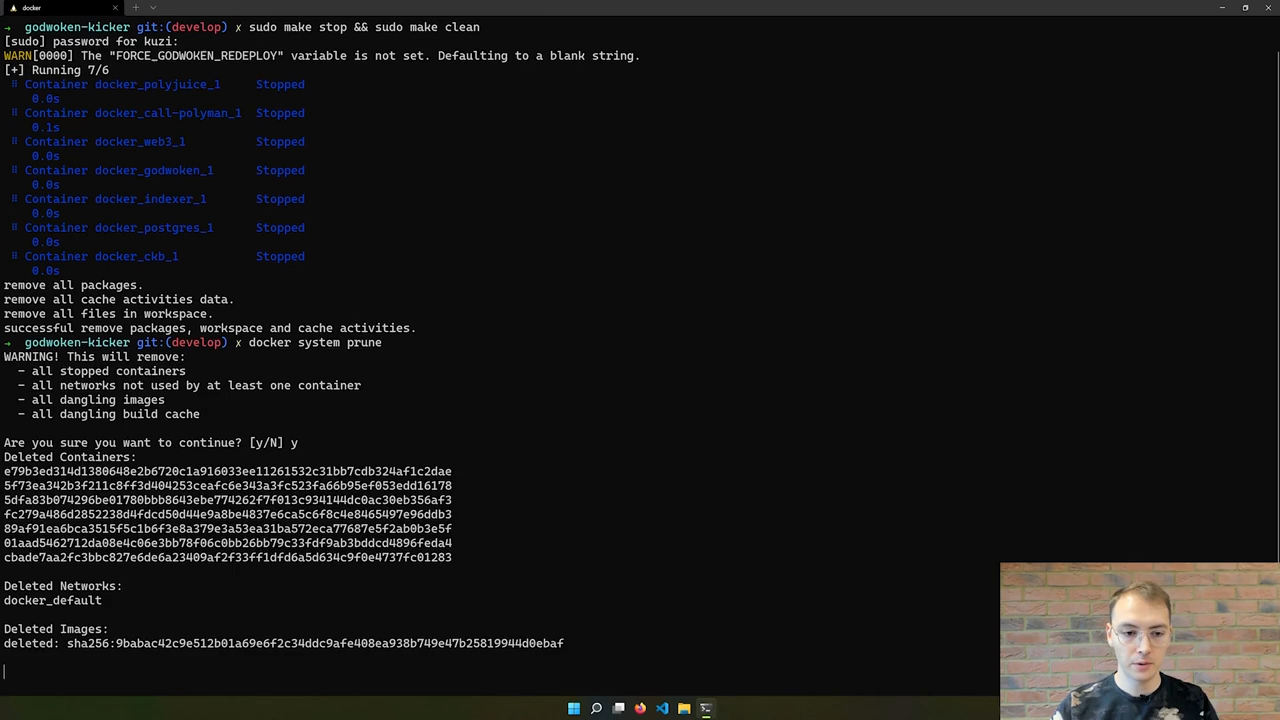 docker
→ godwoken-kicker git:(develop) ✗ sudo make stop && sudo make clean
[sudo] password for kuzi:
WARN[0000] The "FORCE_GODWOKEN_REDEPLOY" variable is not set. Defaulting to a blank string.
[+] Running 7/6
⠿ Container docker_polyjuice_1 Stopped
0.0s
⠿ Container docker_call-polyman_1 Stopped
0.1s
⠿ Container docker_web3_1 Stopped
0.0s
⠿ Container docker_godwoken_1 Stopped
0.0s
⠿ Container docker_indexer_1 Stopped
0.0s
⠿ Container docker_postgres_1 Stopped
0.0s
⠿ Container docker_ckb_1 Stopped
0.0s
remove all packages.
remove all cache activities data.
remove all files in workspace.
successful remove packages, workspace and cache activities.
→ godwoken-kicker git:(develop) ✗ docker system prune
WARNING! This will remove:
- all stopped containers
- all networks not used by at least one container
- all dangling images
- all dangling build cache
Are you sure you want to continue? [y/N] y
Deleted Containers:
e79b3ed314d1380648e2b6720c1a916033ee11261532c31bb7cdb324af1c2dae
5f73ea342b3f211c8ff3d404253ceafc6e343a3fc523fa66b95ef053edd16178
5dfa83b074296be01780bbb8643ebe774262f7f013c934144dc0ac30eb356af3
fc279a486d2852238d4fdcd50d44e9a8be4837e6ca5c6f8c4e8465497e96ddb3
89af91ea6bca3515f5c1b6f3e8a379e3a53ea31ba572eca77687e5f2ab0b3e5f
01aad5462712da08e4c06e3bb78f06c0bb26bb79c33fdf9ab3bddcd4896feda4
cbade7aa2fc3bbc827e6de6a23409af2f33ff1dfd6a5d634c9f0e4737fc01283
Deleted Networks:
docker_default
Deleted Images:
deleted: sha256:9babac42c9e512b01a69e6f2c34ddc9afe408ea938b749e47b25819944d0ebaf